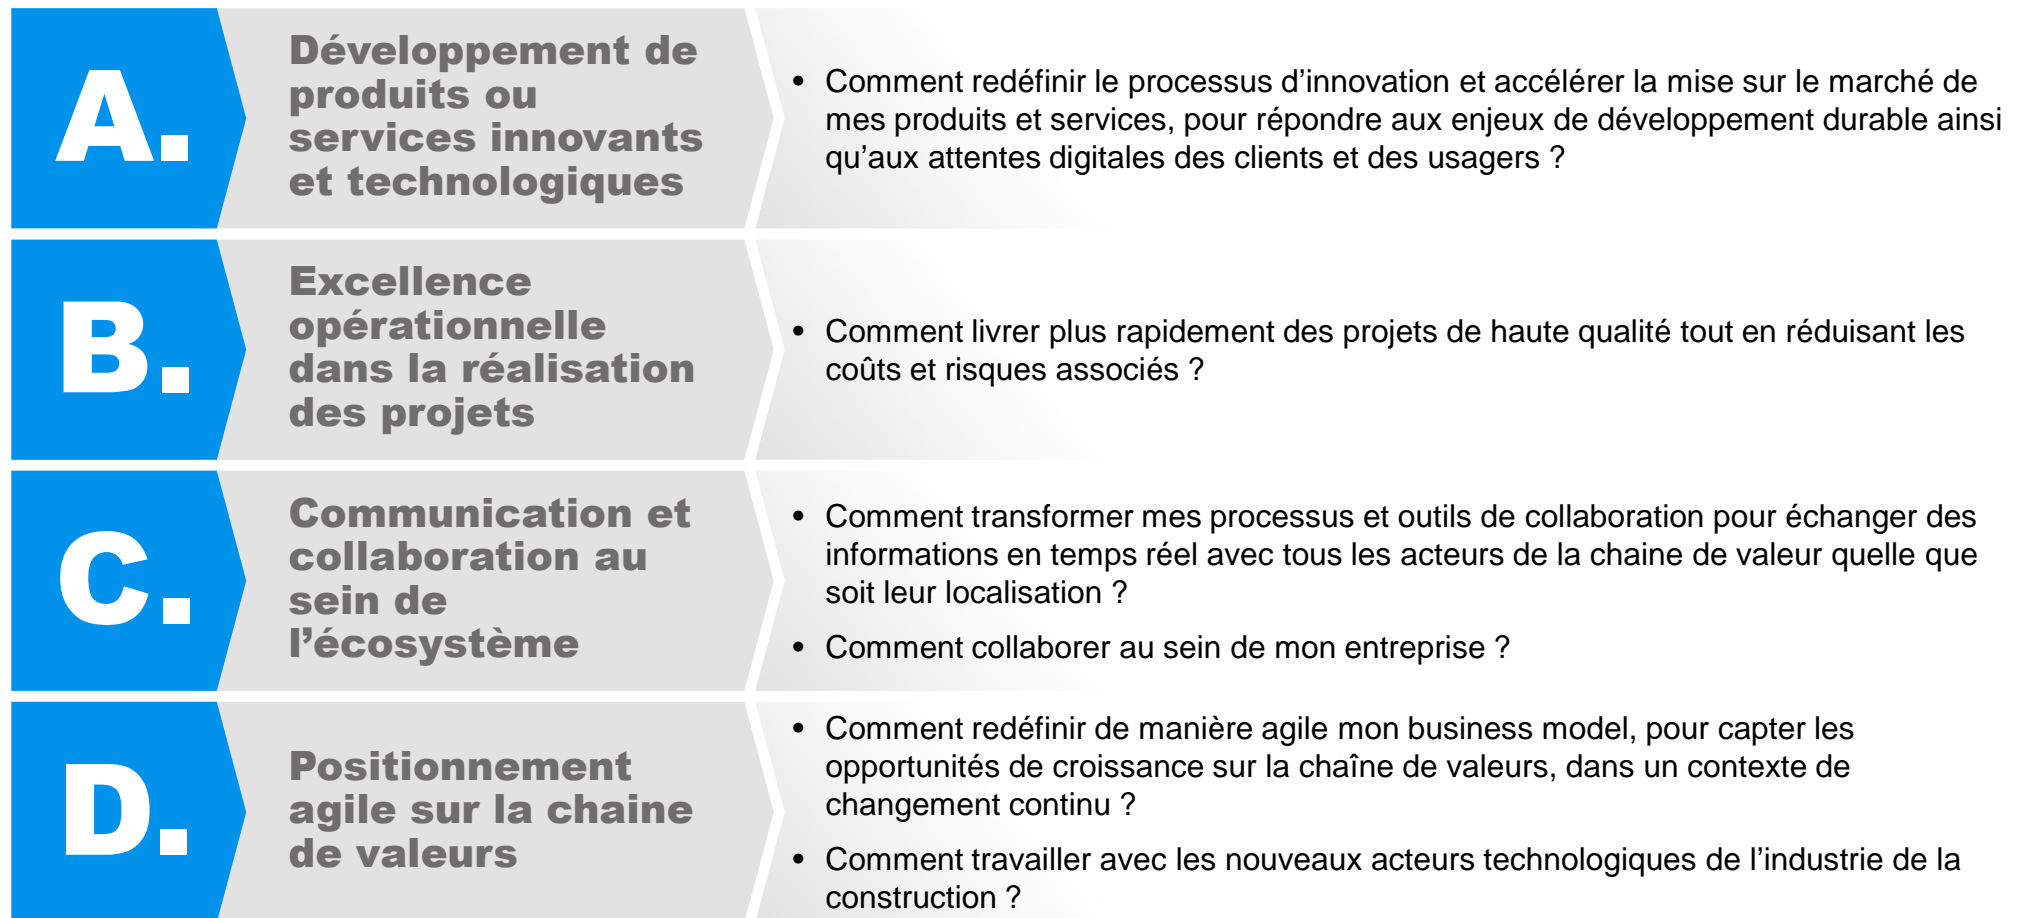 A.
Développement de
produits ou
services innovants
et technologiques
• Comment redéfinir le processus d’innovation et accélérer la mise sur le marché de
mes produits et services, pour répondre aux enjeux de développement durable ainsi
qu’aux attentes digitales des clients et des usagers ?
B.
Excellence
opérationnelle
dans la réalisation
des projets
• Comment livrer plus rapidement des projets de haute qualité tout en réduisant les
coûts et risques associés ?
C.
Communication et
collaboration au
sein de
l’écosystème
• Comment transformer mes processus et outils de collaboration pour échanger des
informations en temps réel avec tous les acteurs de la chaine de valeur quelle que
soit leur localisation ?
• Comment collaborer au sein de mon entreprise ?
D.
Positionnement
agile sur la chaine
de valeurs
• Comment redéfinir de manière agile mon business model, pour capter les
opportunités de croissance sur la chaîne de valeurs, dans un contexte de
changement continu ?
• Comment travailler avec les nouveaux acteurs technologiques de l’industrie de la
construction ?